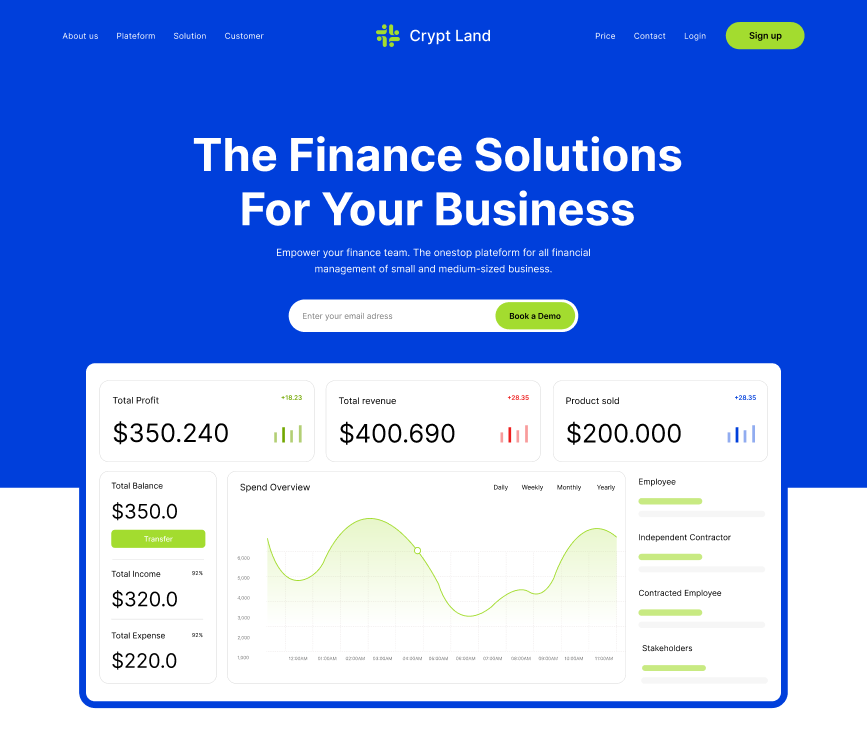 About us Plateform Solution Customer Crypt Land Price Contact Login Sign up
The Finance Solutions
For Your Business
Empower your finance team. The onestop plateform for all financial
management of small and medium-sized business.
Enter your email adress Book a Demo
Total Profit +18.23
$350.240
Total revenue +28.35
$400.690
Product sold +28.35
$200.000
Total Balance
$350.0
Transfer
Total Income 92%
$320.0
Total Expense 92%
$220.0
Spend Overview Daily Weekly Monthly Yearly
5,000
4,000
3,000
2,000
1,000
12:00AM 01:00AM 02:00AM 03:00AM 04:00AM 05:00AM 06:00AM 07:00AM 08:00AM 09:00AM 10:00AM 11:00AM
Employee
Independent Contractor
Contracted Employee
Stakeholders